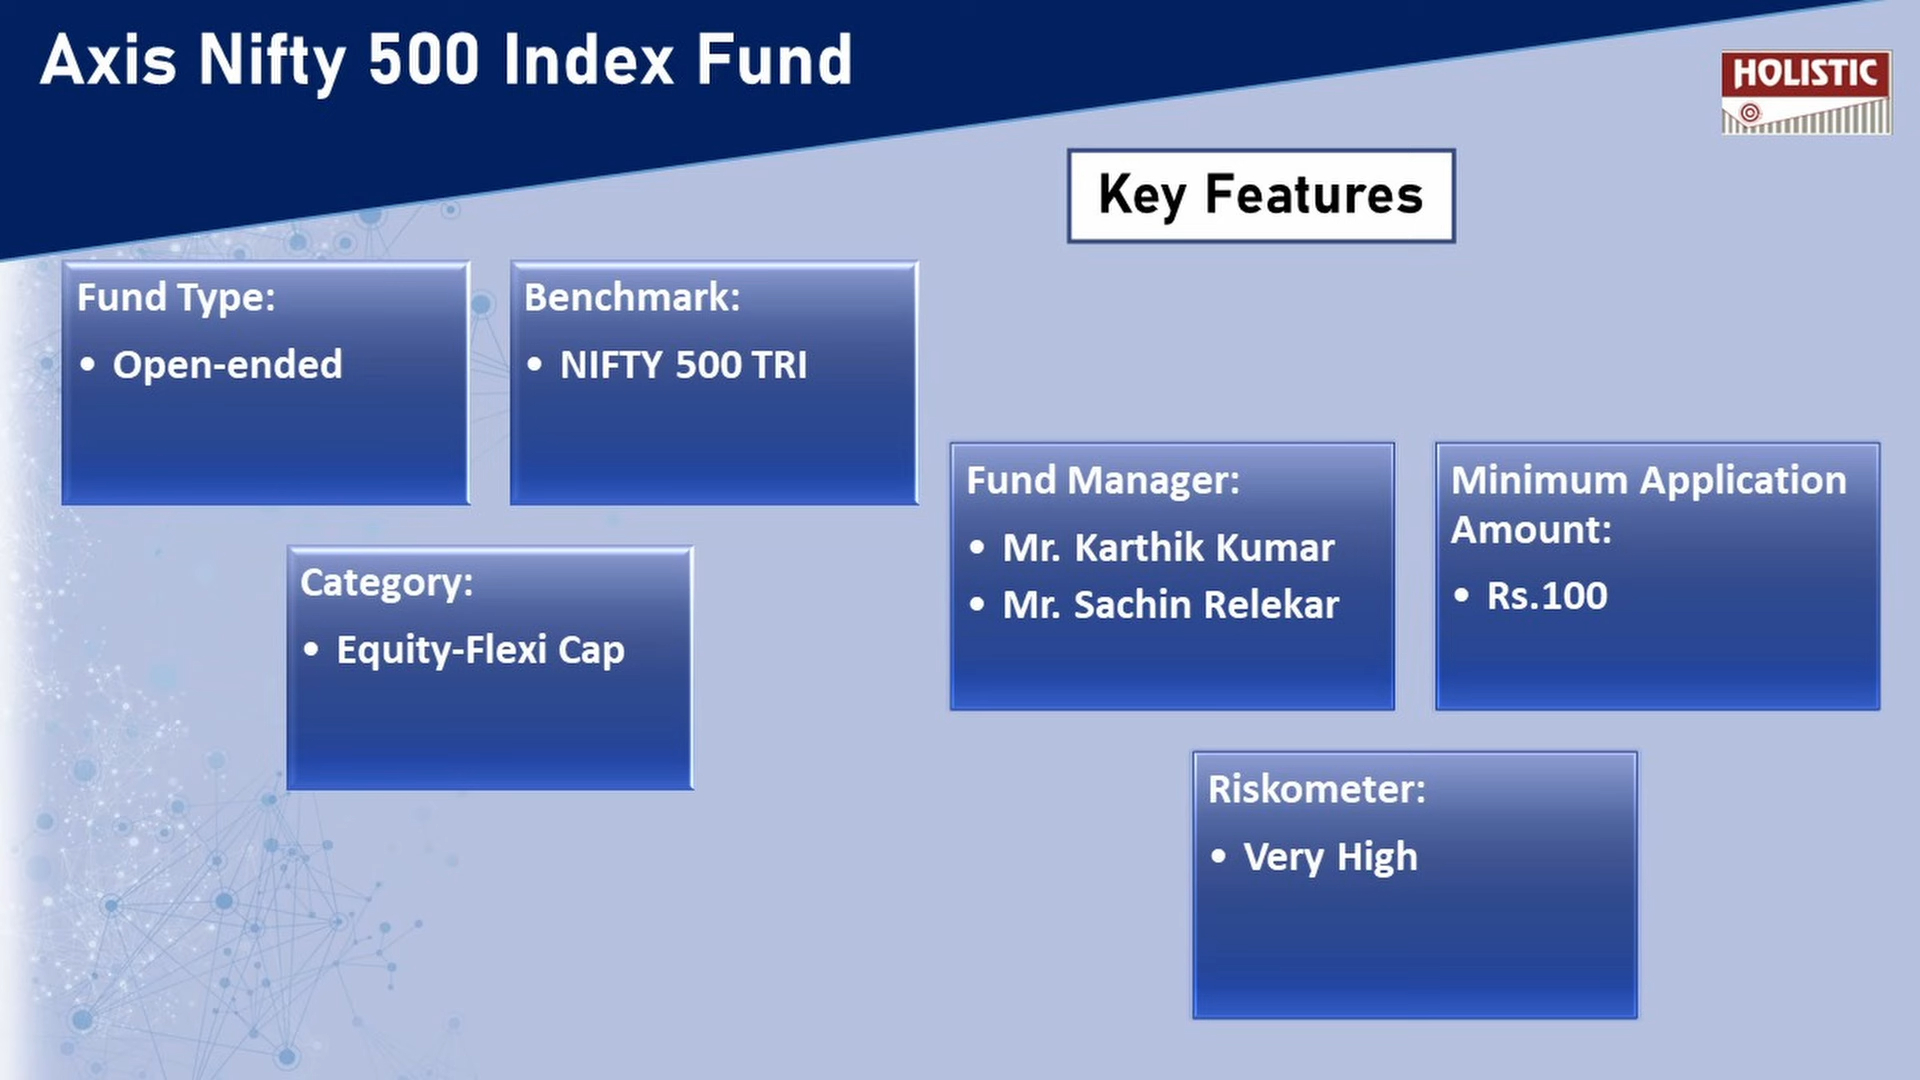 Axis Nifty 500 Index Fund
HOLISTIC
Key Features
Fund Type:
• Open-ended
Benchmark:
• NIFTY 500 TRI
Category:
• Equity-Flexi Cap
Fund Manager:
• Mr. Karthik Kumar
• Mr. Sachin Relekar
Minimum Application
Amount:
• Rs.100
Riskometer:
• Very High